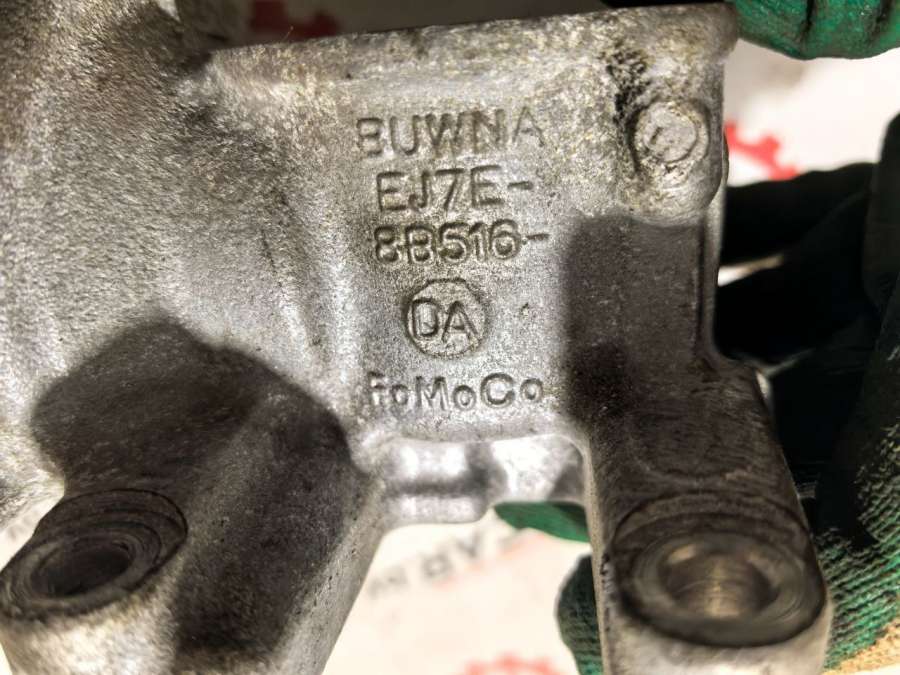 BUWNA
EJ7E-
8B516-
DA
FoMoCo